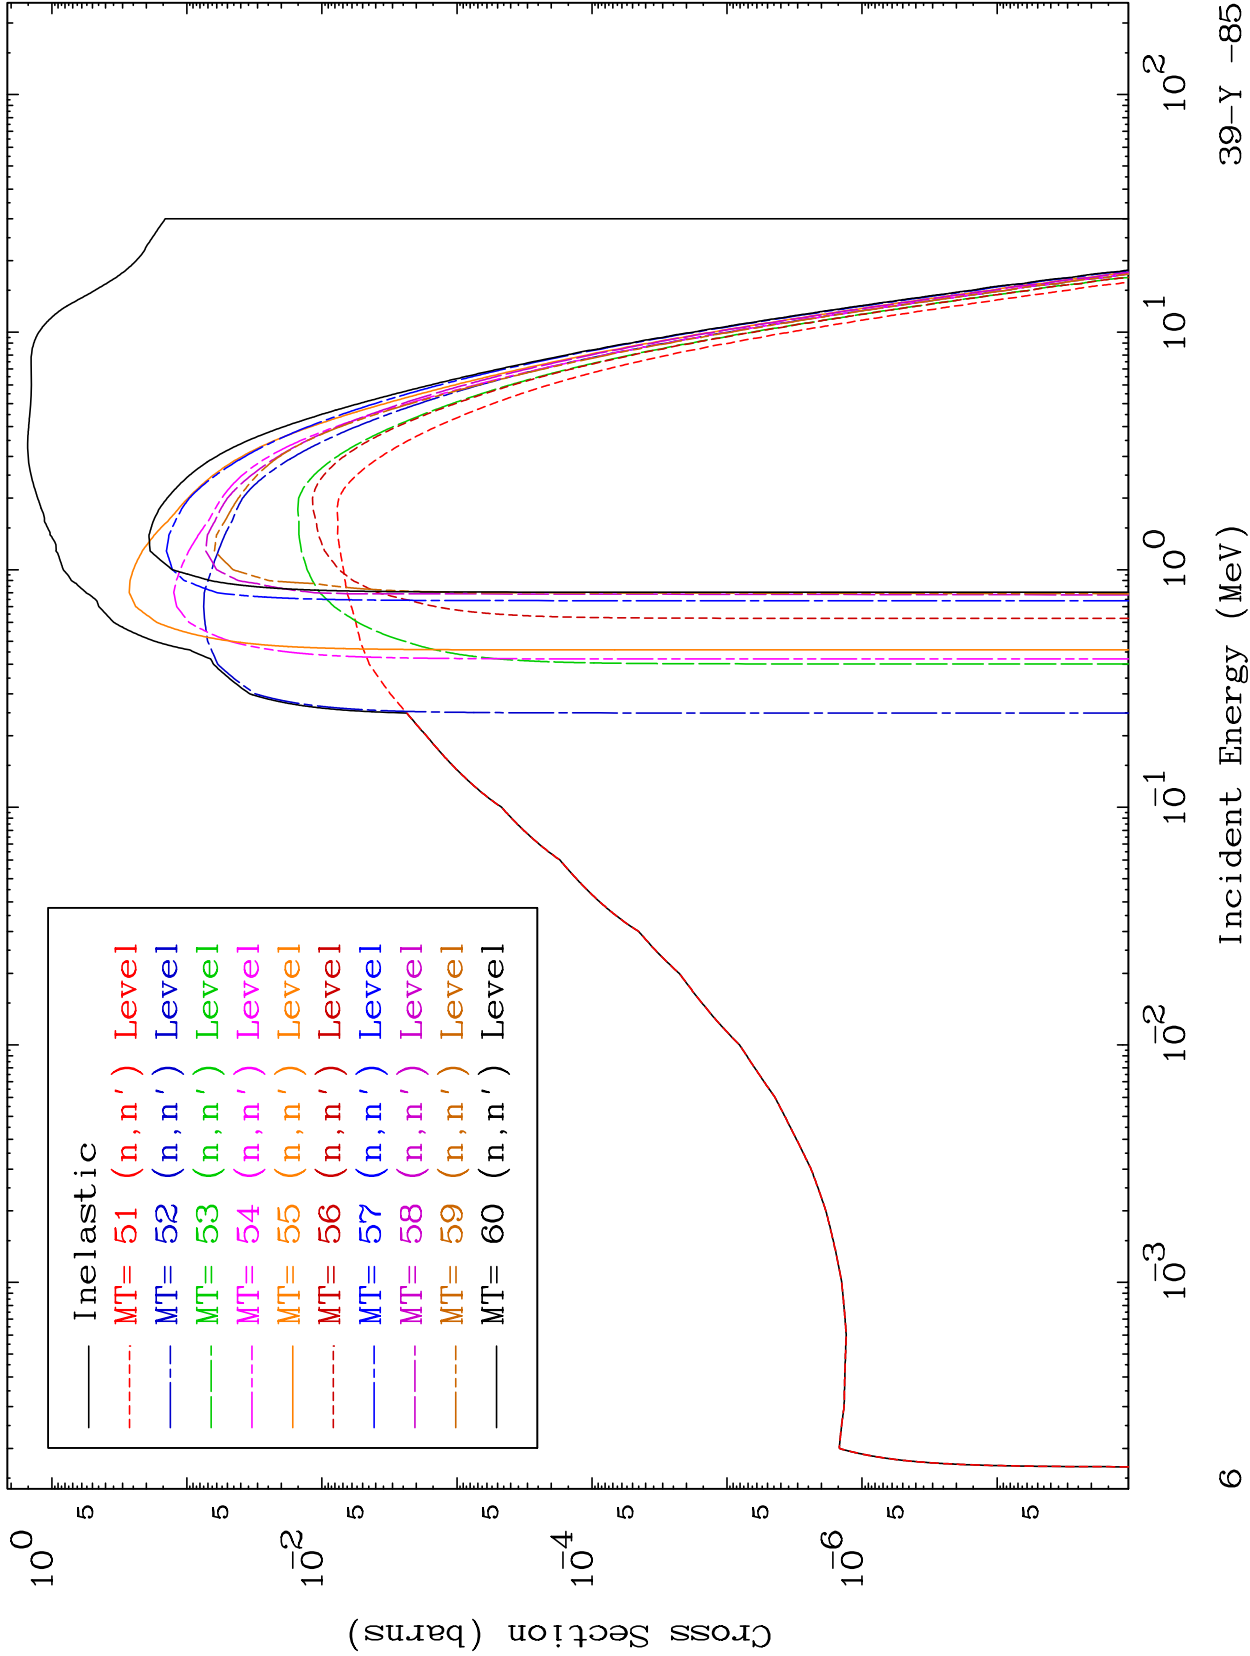 Inelastic
MT= 51 (n,n') Level
MT= 52 (n,n') Level
MT= 53 (n,n') Level
MT= 54 (n,n') Level
MT= 55 (n,n') Level
MT= 56 (n,n') Level
MT= 57 (n,n') Level
MT= 58 (n,n') Level
MT= 59 (n,n') Level
MT= 60 (n,n') Level
Cross Section (barns)
10^0
5
5
10^-2
5
5
10^-4
5
5
10^-6
5
5
10^-3
10^-2
10^-1
10^0
10^1
10^2
Incident Energy (MeV)
6
39-Y -85